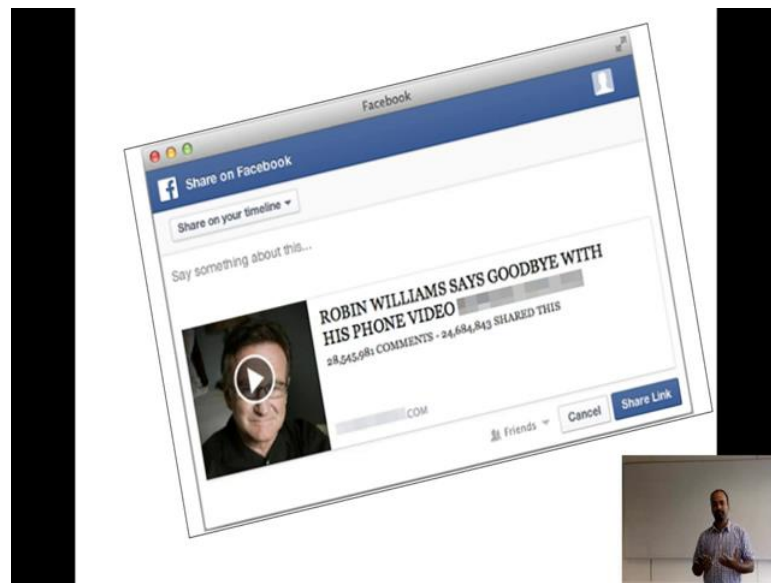 Facebook
Share on Facebook
Share on your timeline
Say something about this...
ROBIN WILLIAMS SAYS GOODBYE WITH
HIS PHONE VIDEO
28,545,981 COMMENTS - 24,684,843 SHARED THIS
.COM
Friends
Cancel
Share Link